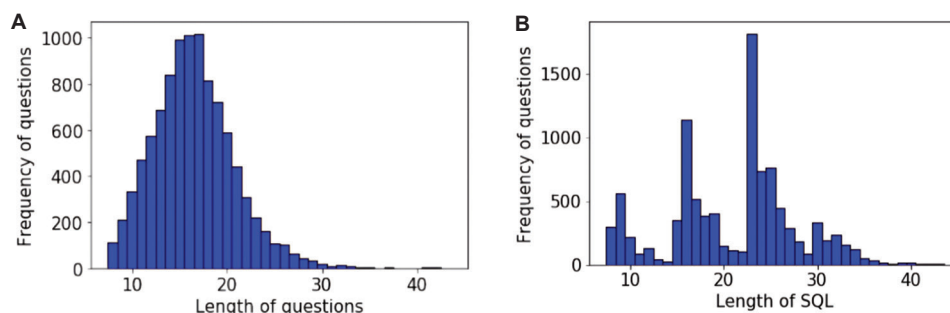 A
Frequency of questions
1000
800
600
400
200
0
10 20 30 40
Length of questions
B
Frequency of questions
1500
1000
500
0
10 20 30 40
Length of SQL